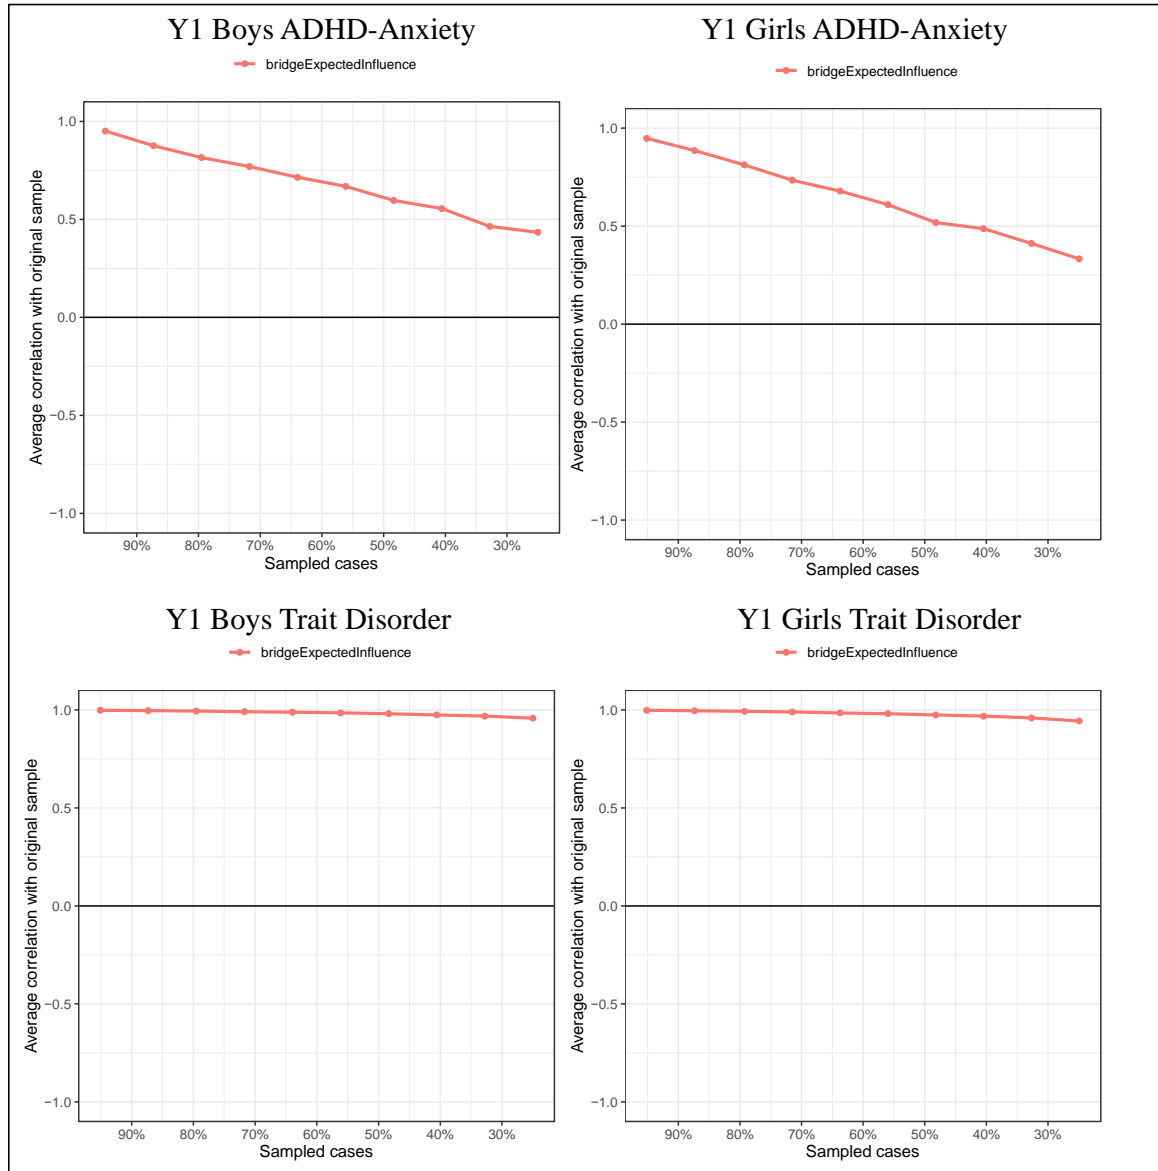 Y1 Boys ADHD-Anxiety
bridgeExpectedInfluence
Average correlation with original sample
1.0
0.5
0.0
−0.5
−1.0
90% 80% 70% 60% 50% 40% 30%
Sampled cases
Y1 Girls ADHD-Anxiety
bridgeExpectedInfluence
Average correlation with original sample
1.0
0.5
0.0
−0.5
−1.0
90% 80% 70% 60% 50% 40% 30%
Sampled cases
Y1 Boys Trait Disorder
bridgeExpectedInfluence
Average correlation with original sample
1.0
0.5
0.0
−0.5
−1.0
90% 80% 70% 60% 50% 40% 30%
Sampled cases
Y1 Girls Trait Disorder
bridgeExpectedInfluence
Average correlation with original sample
1.0
0.5
0.0
−0.5
−1.0
90% 80% 70% 60% 50% 40% 30%
Sampled cases